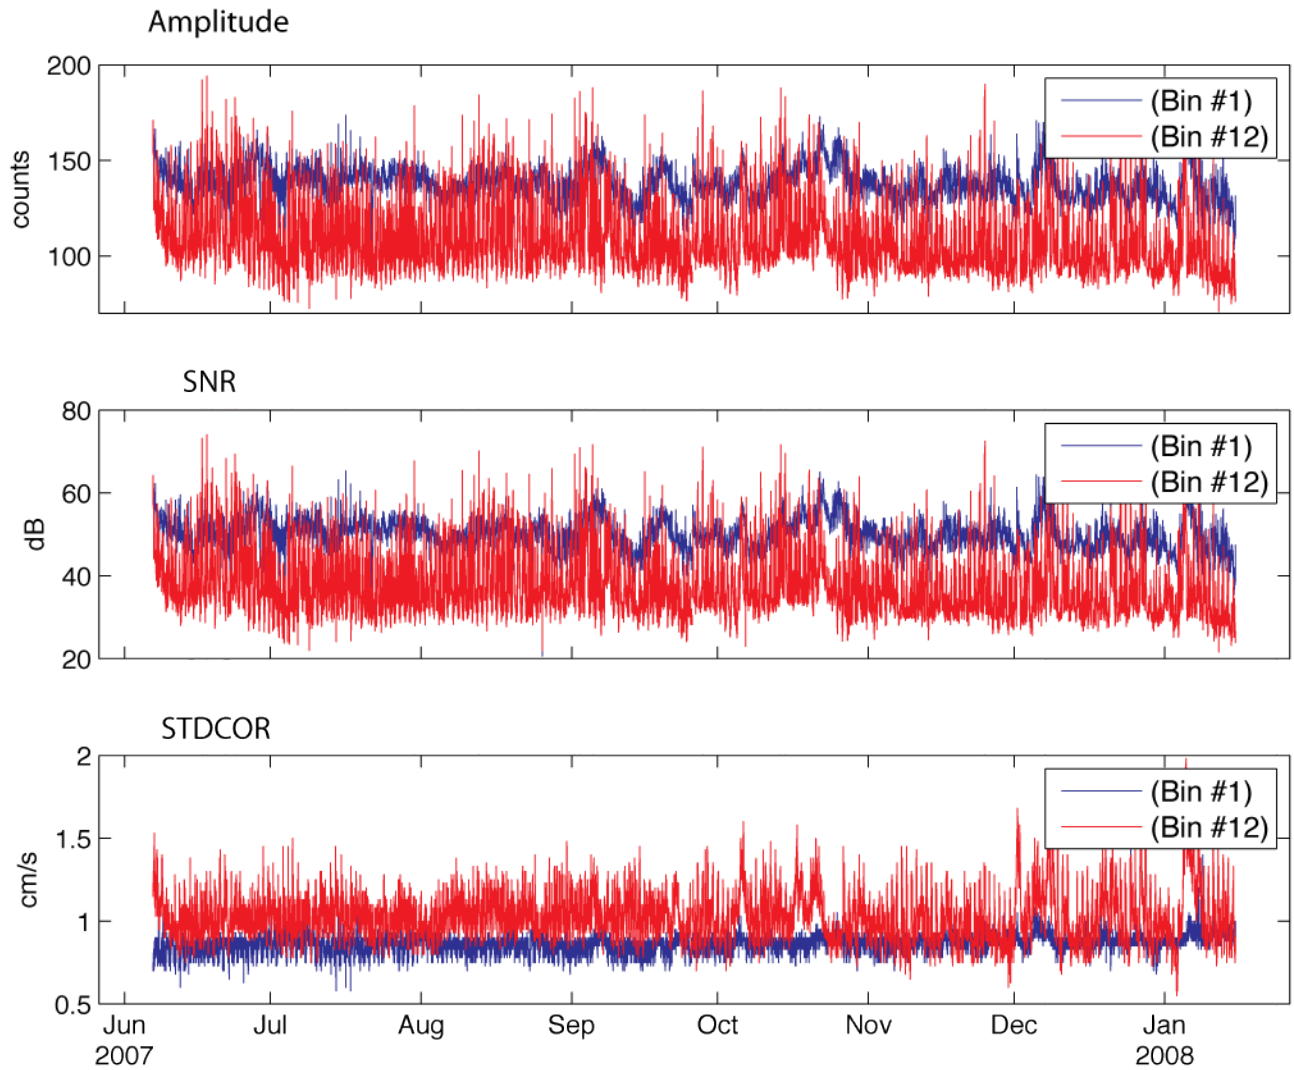 Amplitude
200
150
100
counts
(Bin #1)
(Bin #12)
SNR
80
60
40
20
dB
(Bin #1)
(Bin #12)
STDCOR
2
1.5
1
0.5
cm/s
(Bin #1)
(Bin #12)
Jun Jul Aug Sep Oct Nov Dec Jan
2007 2008